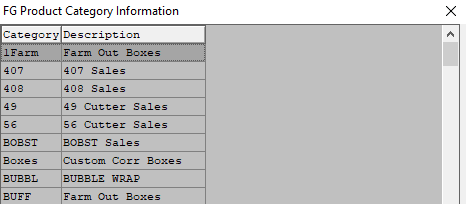 FG Product Category Information
Category Description
1Farm Farm Out Boxes
407 407 Sales
408 408 Sales
49 49 Cutter Sales
56 56 Cutter Sales
BOBST BOBST Sales
Boxes Custom Corr Boxes
BUBBL BUBBLE WRAP
BUFF Farm Out Boxes